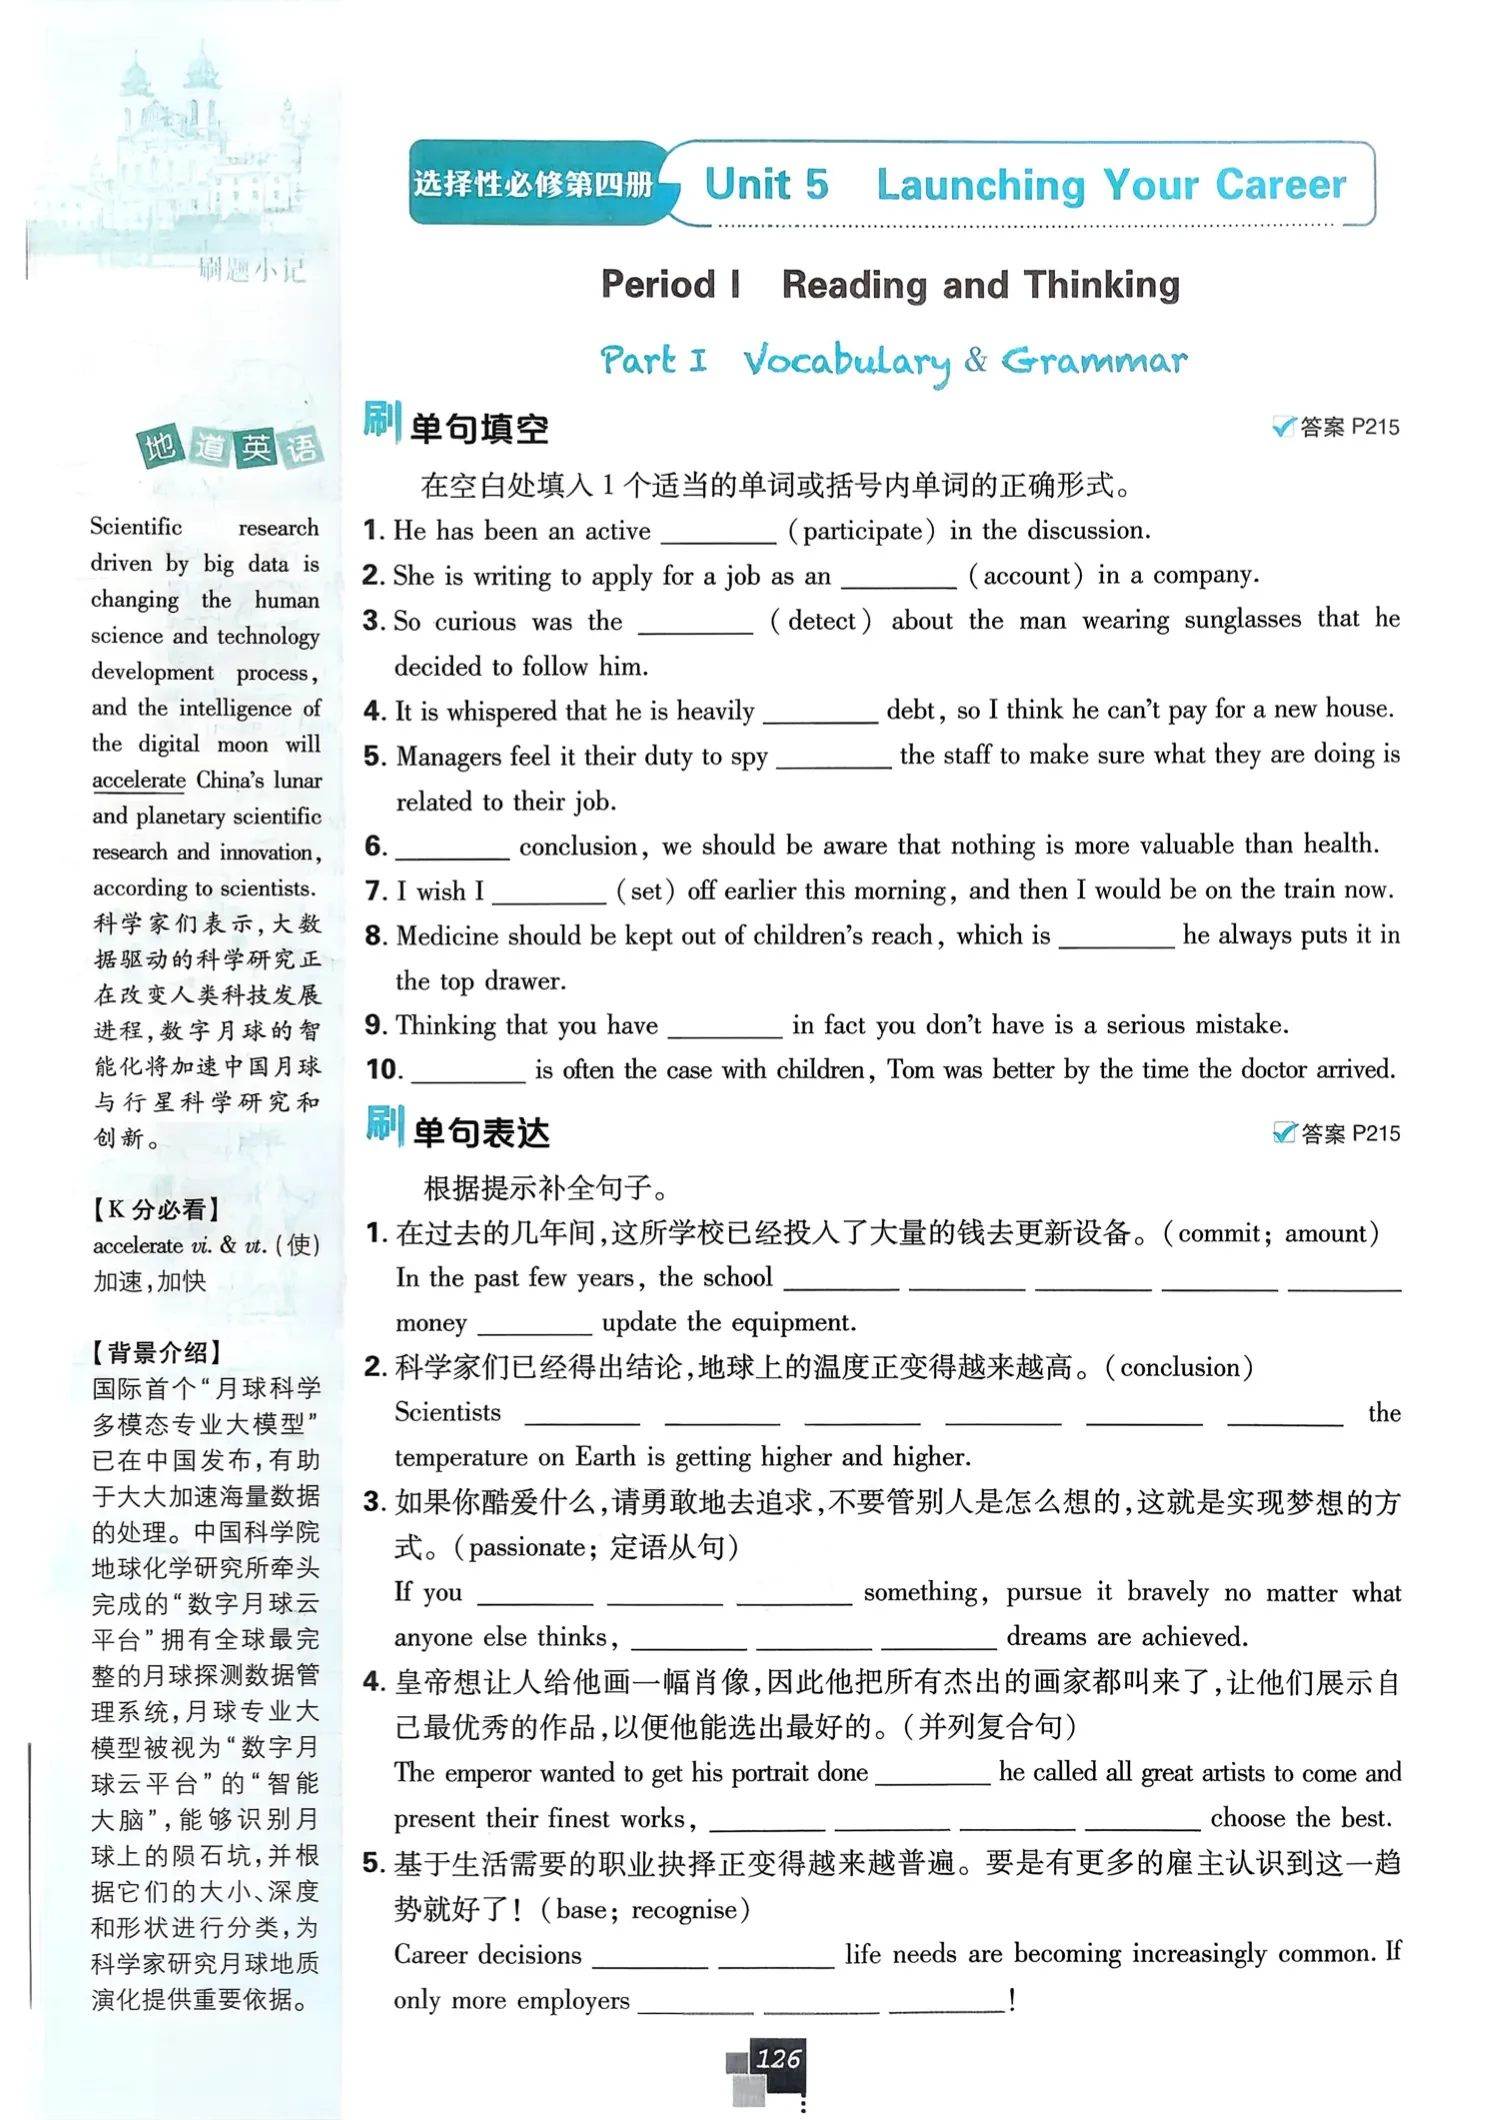 选择性必修第四册 Unit 5 Launching Your Career
Period I Reading and Thinking
Part I Vocabulary & Grammar
刷题小记
地道英语
Scientific research
driven by big data is
changing the human
science and technology
development process,
and the intelligence of
the digital moon will
accelerate China's lunar
and planetary scientific
research and innovation,
according to scientists.
科学家们表示,大数
据驱动的科学研究正
在改变人类科技发展
进程,数字月球的智
能化将加速中国月球
与行星科学研究和
创新。
【K分必看】
accelerate vi. & vt. (使)
加速,加快
【背景介绍】
国际首个“月球科学
多模态专业大模型”
已在中国发布,有助
于大大加速海量数据
的处理。中国科学院
地球化学研究所牵头
完成的“数字月球云
平台”拥有全球最完
整的月球探测数据管
理系统,月球专业大
模型被视为“数字月
球云平台”的“智能
大脑”,能够识别月
球上的陨石坑,并根
据它们的大小、深度
和形状进行分类,为
科学家研究月球地质
演化提供重要依据。
刷 单句填空 答案 P215
在空白处填入 1 个适当的单词或括号内单词的正确形式。
1. He has been an active ________ (participate) in the discussion.
2. She is writing to apply for a job as an ________ (account) in a company.
3. So curious was the ________ (detect) about the man wearing sunglasses that he
decided to follow him.
4. It is whispered that he is heavily ________ debt, so I think he can't pay for a new house.
5. Managers feel it their duty to spy ________ the staff to make sure what they are doing is
related to their job.
6. ________ conclusion, we should be aware that nothing is more valuable than health.
7. I wish I ________ (set) off earlier this morning, and then I would be on the train now.
8. Medicine should be kept out of children's reach, which is ________ he always puts it in
the top drawer.
9. Thinking that you have ________ in fact you don't have is a serious mistake.
10. ________ is often the case with children, Tom was better by the time the doctor arrived.
刷 单句表达 答案 P215
根据提示补全句子。
1. 在过去的几年间,这所学校已经投入了大量的钱去更新设备。(commit; amount)
In the past few years, the school ________ ________ ________ ________ ________
money ________ update the equipment.
2. 科学家们已经得出结论,地球上的温度正变得越来越高。(conclusion)
Scientists ________ ________ ________ ________ ________ ________ the
temperature on Earth is getting higher and higher.
3. 如果你酷爱什么,请勇敢地去追求,不要管别人是怎么想的,这就是实现梦想的方
式。(passionate; 定语从句)
If you ________ ________ ________ something, pursue it bravely no matter what
anyone else thinks, ________ ________ ________ dreams are achieved.
4. 皇帝想让人给他画一幅肖像,因此他把所有杰出的画家都叫来了,让他们展示自
己最优秀的作品,以便他能选出最好的。(并列复合句)
The emperor wanted to get his portrait done ________ he called all great artists to come and
present their finest works, ________ ________ ________ ________ choose the best.
5. 基于生活需要的职业抉择正变得越来越普遍。要是有更多的雇主认识到这一趋
势就好了!(base; recognise)
Career decisions ________ ________ life needs are becoming increasingly common. If
only more employers ________ ________ ________!
126